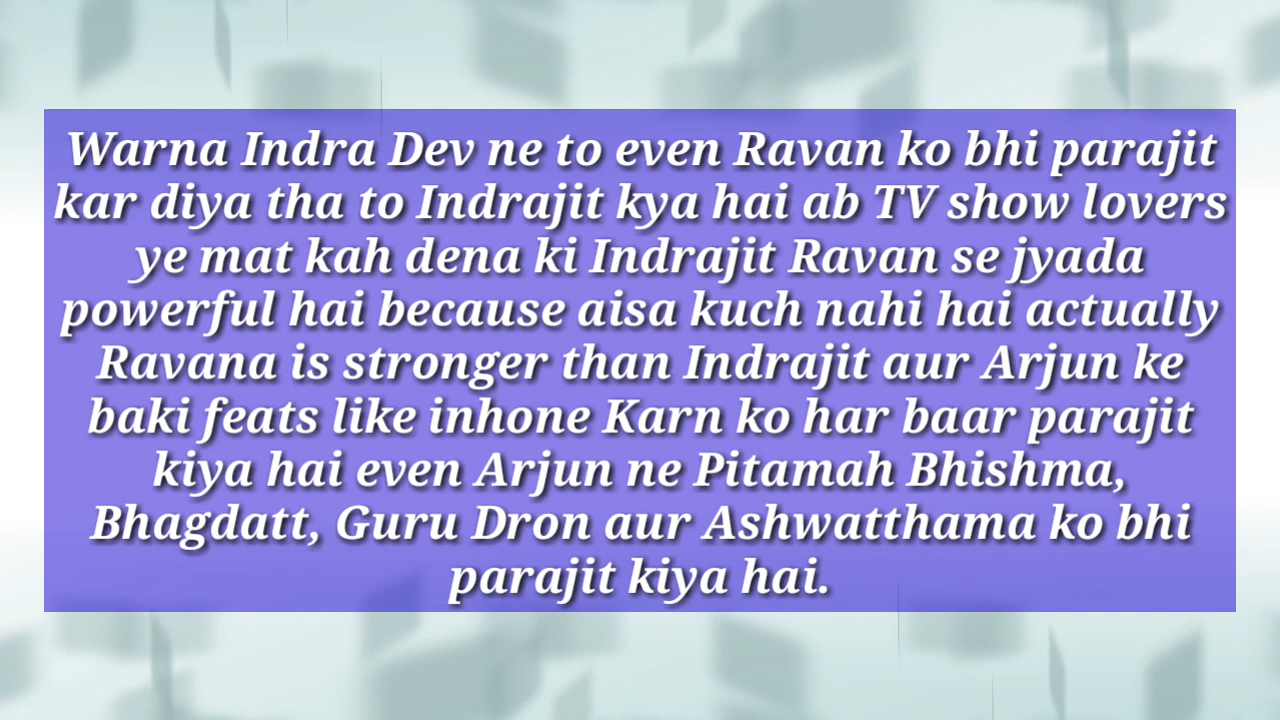 Warna Indra Dev ne to even Ravan ko bhi parajit
kar diya tha to Indrajit kya hai ab TV show lovers
ye mat kah dena ki Indrajit Ravan se jyada
powerful hai because aisa kuch nahi hai actually
Ravana is stronger than Indrajit aur Arjun ke
baki feats like inhone Karn ko har baar parajit
kiya hai even Arjun ne Pitamah Bhishma,
Bhagdatt, Guru Dron aur Ashwatthama ko bhi
parajit kiya hai.